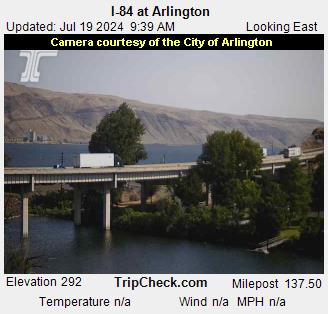 I-84 at Arlington
Updated: Jul 19 2024 9:39 AM Looking East
Camera courtesy of the City of Arlington
Elevation 292 TripCheck.com Milepost 137.50
Temperature n/a Wind n/a MPH n/a